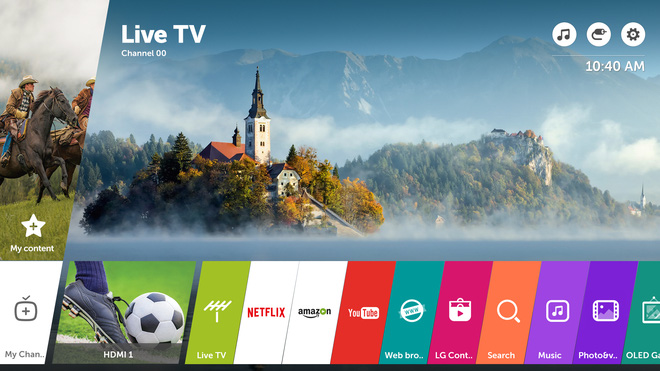 Live TV
Channel 00
10:40 AM
My content
My Chan..
HDMI 1
Live TV
NETFLIX
amazon
YouTube
www
Web bro..
LG Cont..
Search
Music
Photo&v..
OLED Ga